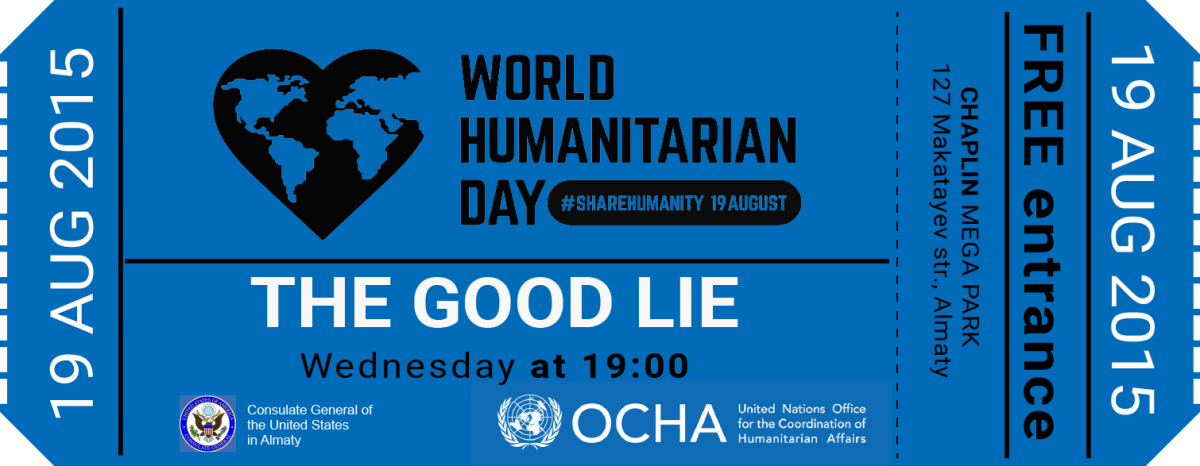 19 AUG 2015
WORLD
HUMANITARIAN
DAY
#SHAREHUMANITY 19 AUGUST
THE GOOD LIE
Wednesday at 19:00
Consulate General of
the United States
in Almaty
OCHA
United Nations Office
for the Coordination of
Humanitarian Affairs
CHAPLIN MEGA PARK
127 Makatayev str., Almaty
FREE entrance
19 AUG 2015